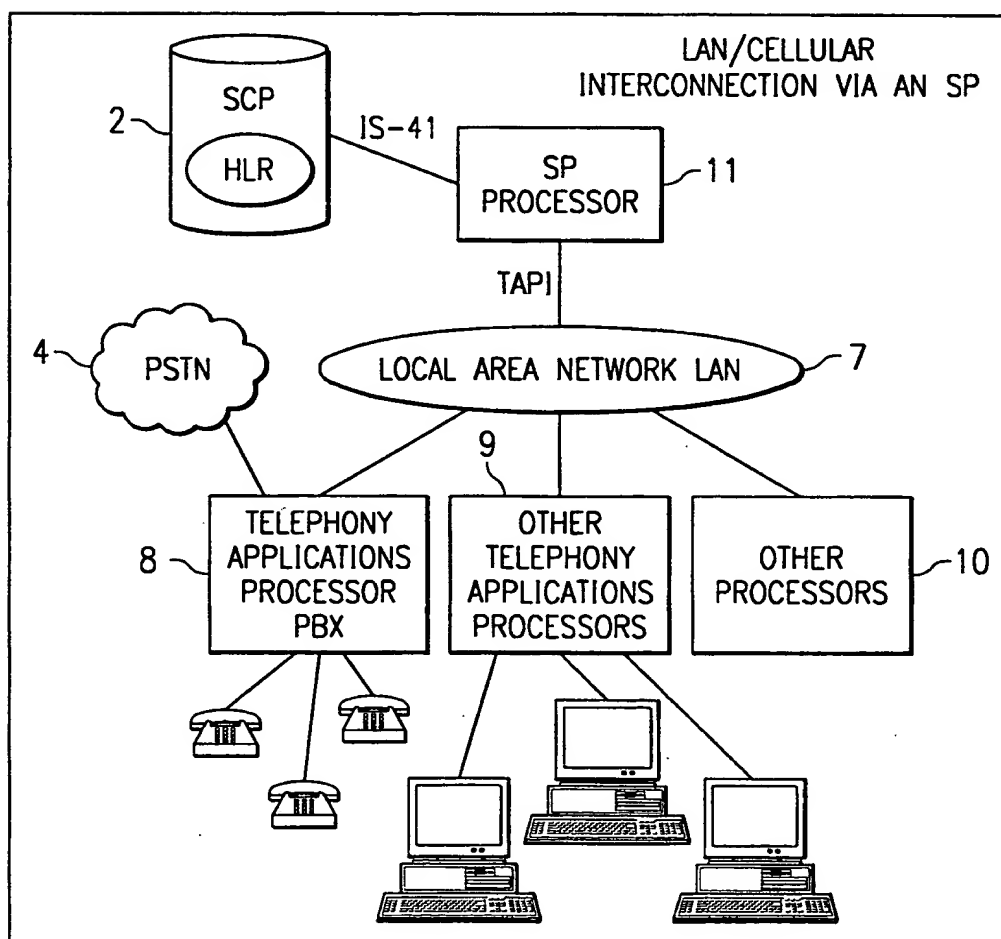 LAN/CELLULAR
INTERCONNECTION VIA AN SP
SCP
HLR
2
IS-41
SP
PROCESSOR
11
TAPI
4
PSTN
LOCAL AREA NETWORK LAN
7
9
8
TELEPHONY
APPLICATIONS
PROCESSOR
PBX
OTHER
TELEPHONY
APPLICATIONS
PROCESSORS
OTHER
PROCESSORS
10